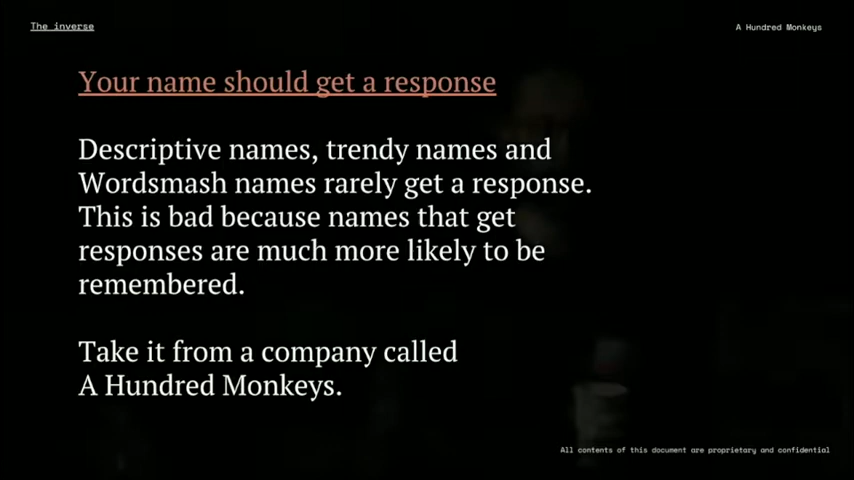 The inverse
A Hundred Monkeys
Your name should get a response
Descriptive names, trendy names and
Wordsmash names rarely get a response.
This is bad because names that get
responses are much more likely to be
remembered.
Take it from a company called
A Hundred Monkeys.
All contents of this document are proprietary and confidential